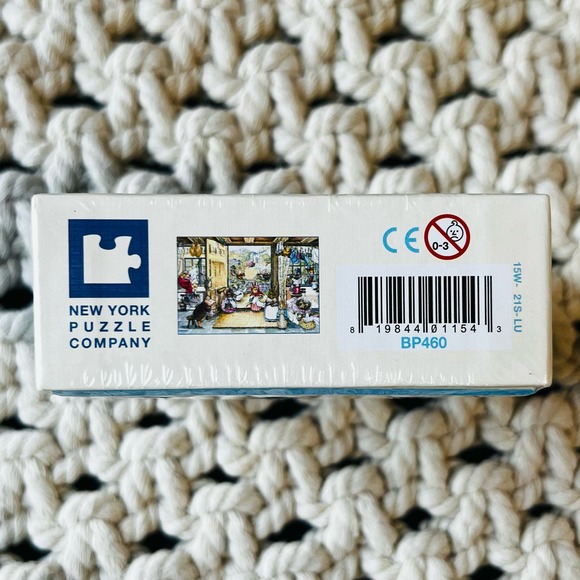 NEW YORK
PUZZLE
COMPANY
CE
0-3
8 19844 01154 3
BP460
15W- 21S-LU